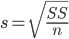 s = √(SS/n)